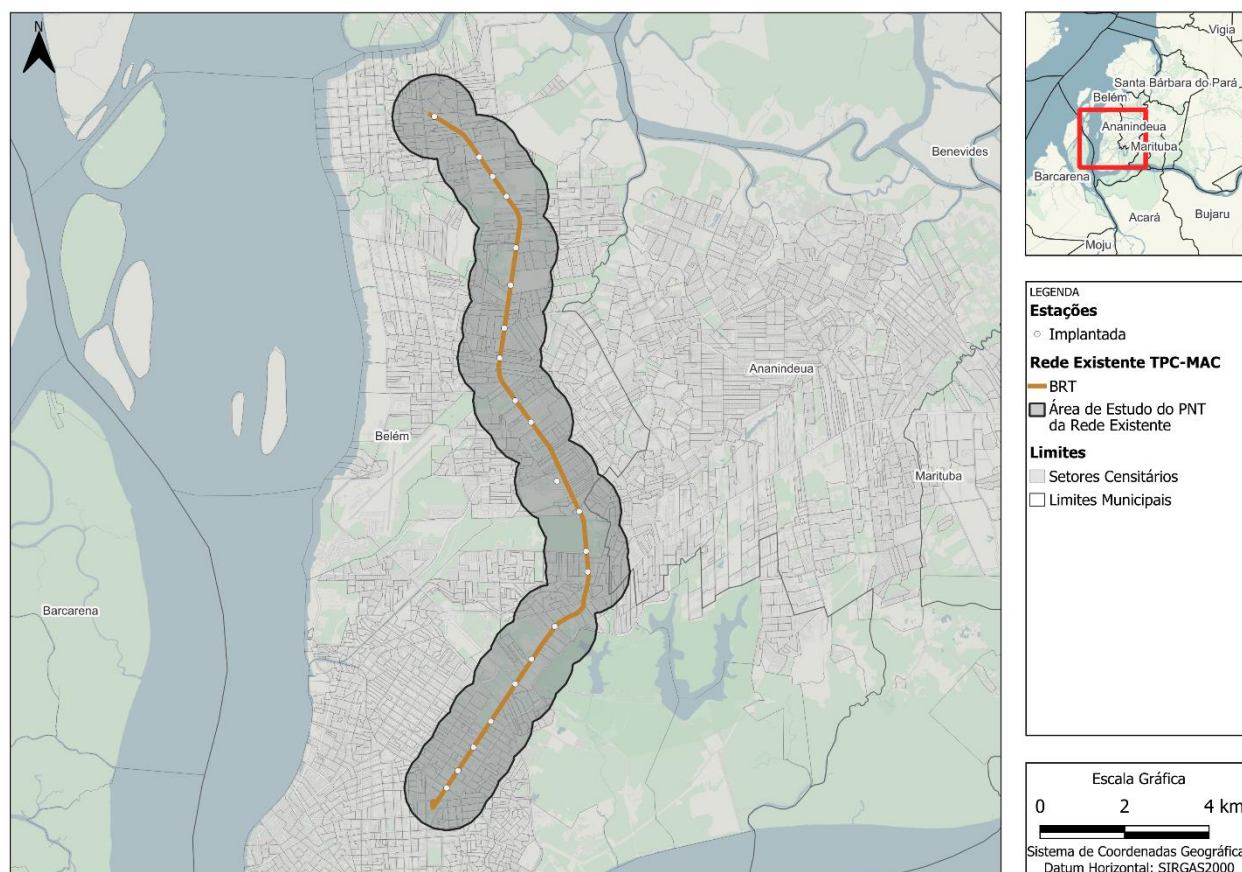 N
Benevides
Ananindeua
Belém
Marituba
Barcarena
Vigia
Santa Bárbara do Pará
Belém
Ananindeua
Marituba
Barcarena
Acará
Bujaru
Moju
LEGENDA
Estações
Implantada
Rede Existente TPC-MAC
BRT
Área de Estudo do PNT
da Rede Existente
Limites
Setores Censitários
Limites Municipais
Escala Gráfica
0 2 4 km
Sistema de Coordenadas Geográfica
Datum Horizontal: SIRGAS2000